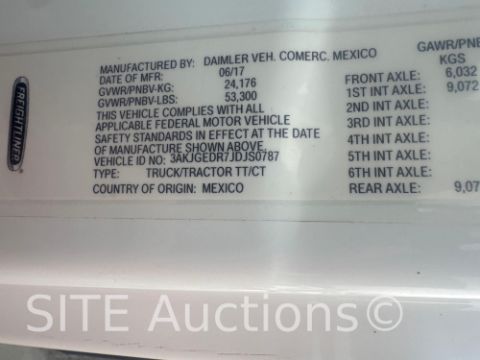 FREIGHTLINER
MANUFACTURED BY: DAIMLER VEH. COMERC. MEXICO
DATE OF MFR: 06/17
GVWR/PNBV-KG: 24,176
GVWR/PNBV-LBS: 53,300
THIS VEHICLE COMPLIES WITH ALL
APPLICABLE FEDERAL MOTOR VEHICLE
SAFETY STANDARDS IN EFFECT AT THE DATE
OF MANUFACTURE SHOWN ABOVE.
VEHICLE ID NO: 3AKJGEDR7JDJS0787
TYPE: TRUCK/TRACTOR TT/CT
COUNTRY OF ORIGIN: MEXICO
GAWR/PNB
KGS
FRONT AXLE: 6,032
1ST INT AXLE: 9,072
2ND INT AXLE:
3RD INT AXLE:
4TH INT AXLE:
5TH INT AXLE:
6TH INT AXLE:
REAR AXLE: 9,07
SITE Auctions©